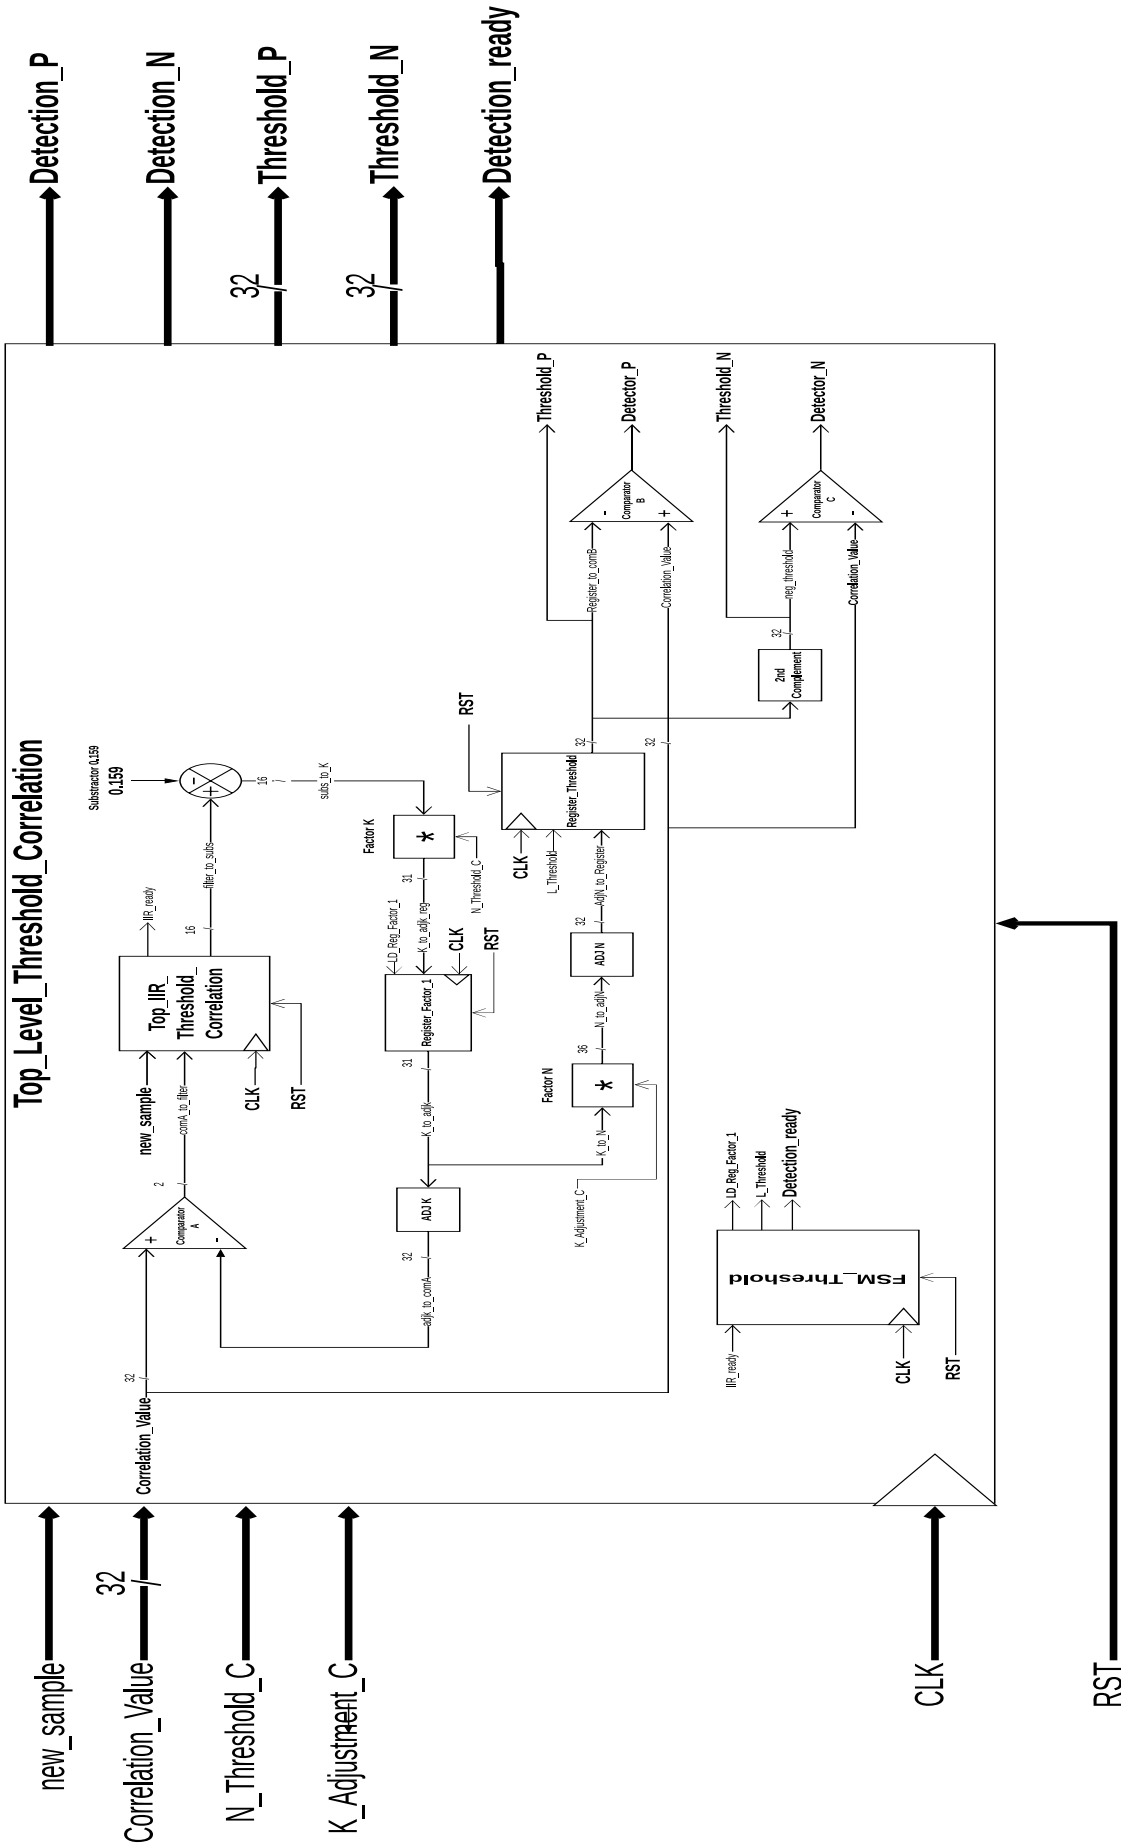 Top_Level_Threshold_Correlation
new_sample
Correlation_Value
32
N_Threshold_C
K_Adjustment_C
CLK
RST
Detection_P
Detection_N
Threshold_P
32
Threshold_N
32
Detection_ready
Correlation_Value
32
Comparator
A
+
-
2
comA_to_filter
new_sample
CLK
RST
Top_IIR_
Threshold_
Correlation
IIR_ready
16
filter_to_subs
Substractor 0.159
0.159
-
+
16
subs_to_K
Factor K
*
N_Threshold_C
31
K_to_adjk_reg
LD_Reg_Factor_1
CLK
RST
Register_Factor_1
31
K_to_adjk
ADJ K
32
adjk_to_comA
K_to_N
K_Adjustment_C
Factor N
*
36
N_to_adjN
ADJ N
32
AdjN_to_Register
L_Threshold
CLK
RST
Register_Threshold
32
32
Register_to_comB
Correlation_Value
Threshold_P
Comparator
B
-
+
Detector_P
2nd
Complement
32
neg_threshold
Correlation_Value
Threshold_N
Comparator
C
+
-
Detector_N
IIR_ready
FSM_Threshold
CLK
RST
LD_Reg_Factor_1
L_Threshold
Detection_ready